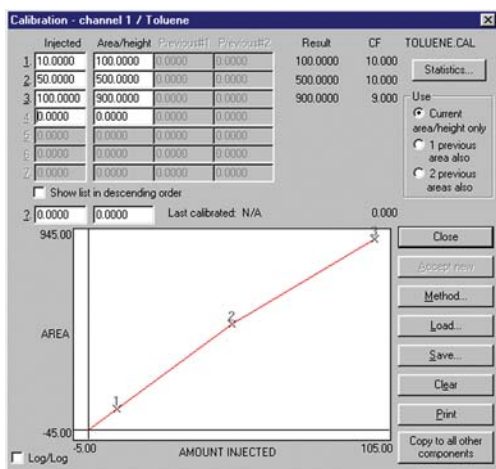 Calibration - channel 1 / Toluene
Injected Area/height Previous#1 Previous#2 Result CF TOLUENE.CAL
1 10.0000 100.0000 0.0000 0.0000 100.0000 10.000
2 50.0000 500.0000 0.0000 0.0000 500.0000 10.000
3 100.0000 900.0000 0.0000 0.0000 900.0000 9.000
4 0.0000 0.0000 0.0000 0.0000
5 0.0000 0.0000 0.0000 0.0000
6 0.0000 0.0000 0.0000 0.0000
7 0.0000 0.0000 0.0000 0.0000
Statistics...
Use
Current
area/height only
1 previous
area also
2 previous
areas also
Show list in descending order
? 0.0000 0.0000 Last calibrated: N/A 0.000
945.00
AREA
-45.00
-5.00
AMOUNT INJECTED
105.00
1
2
3
Log/Log
Close
Accept new
Method...
Load...
Save...
Clear
Print
Copy to all other
components